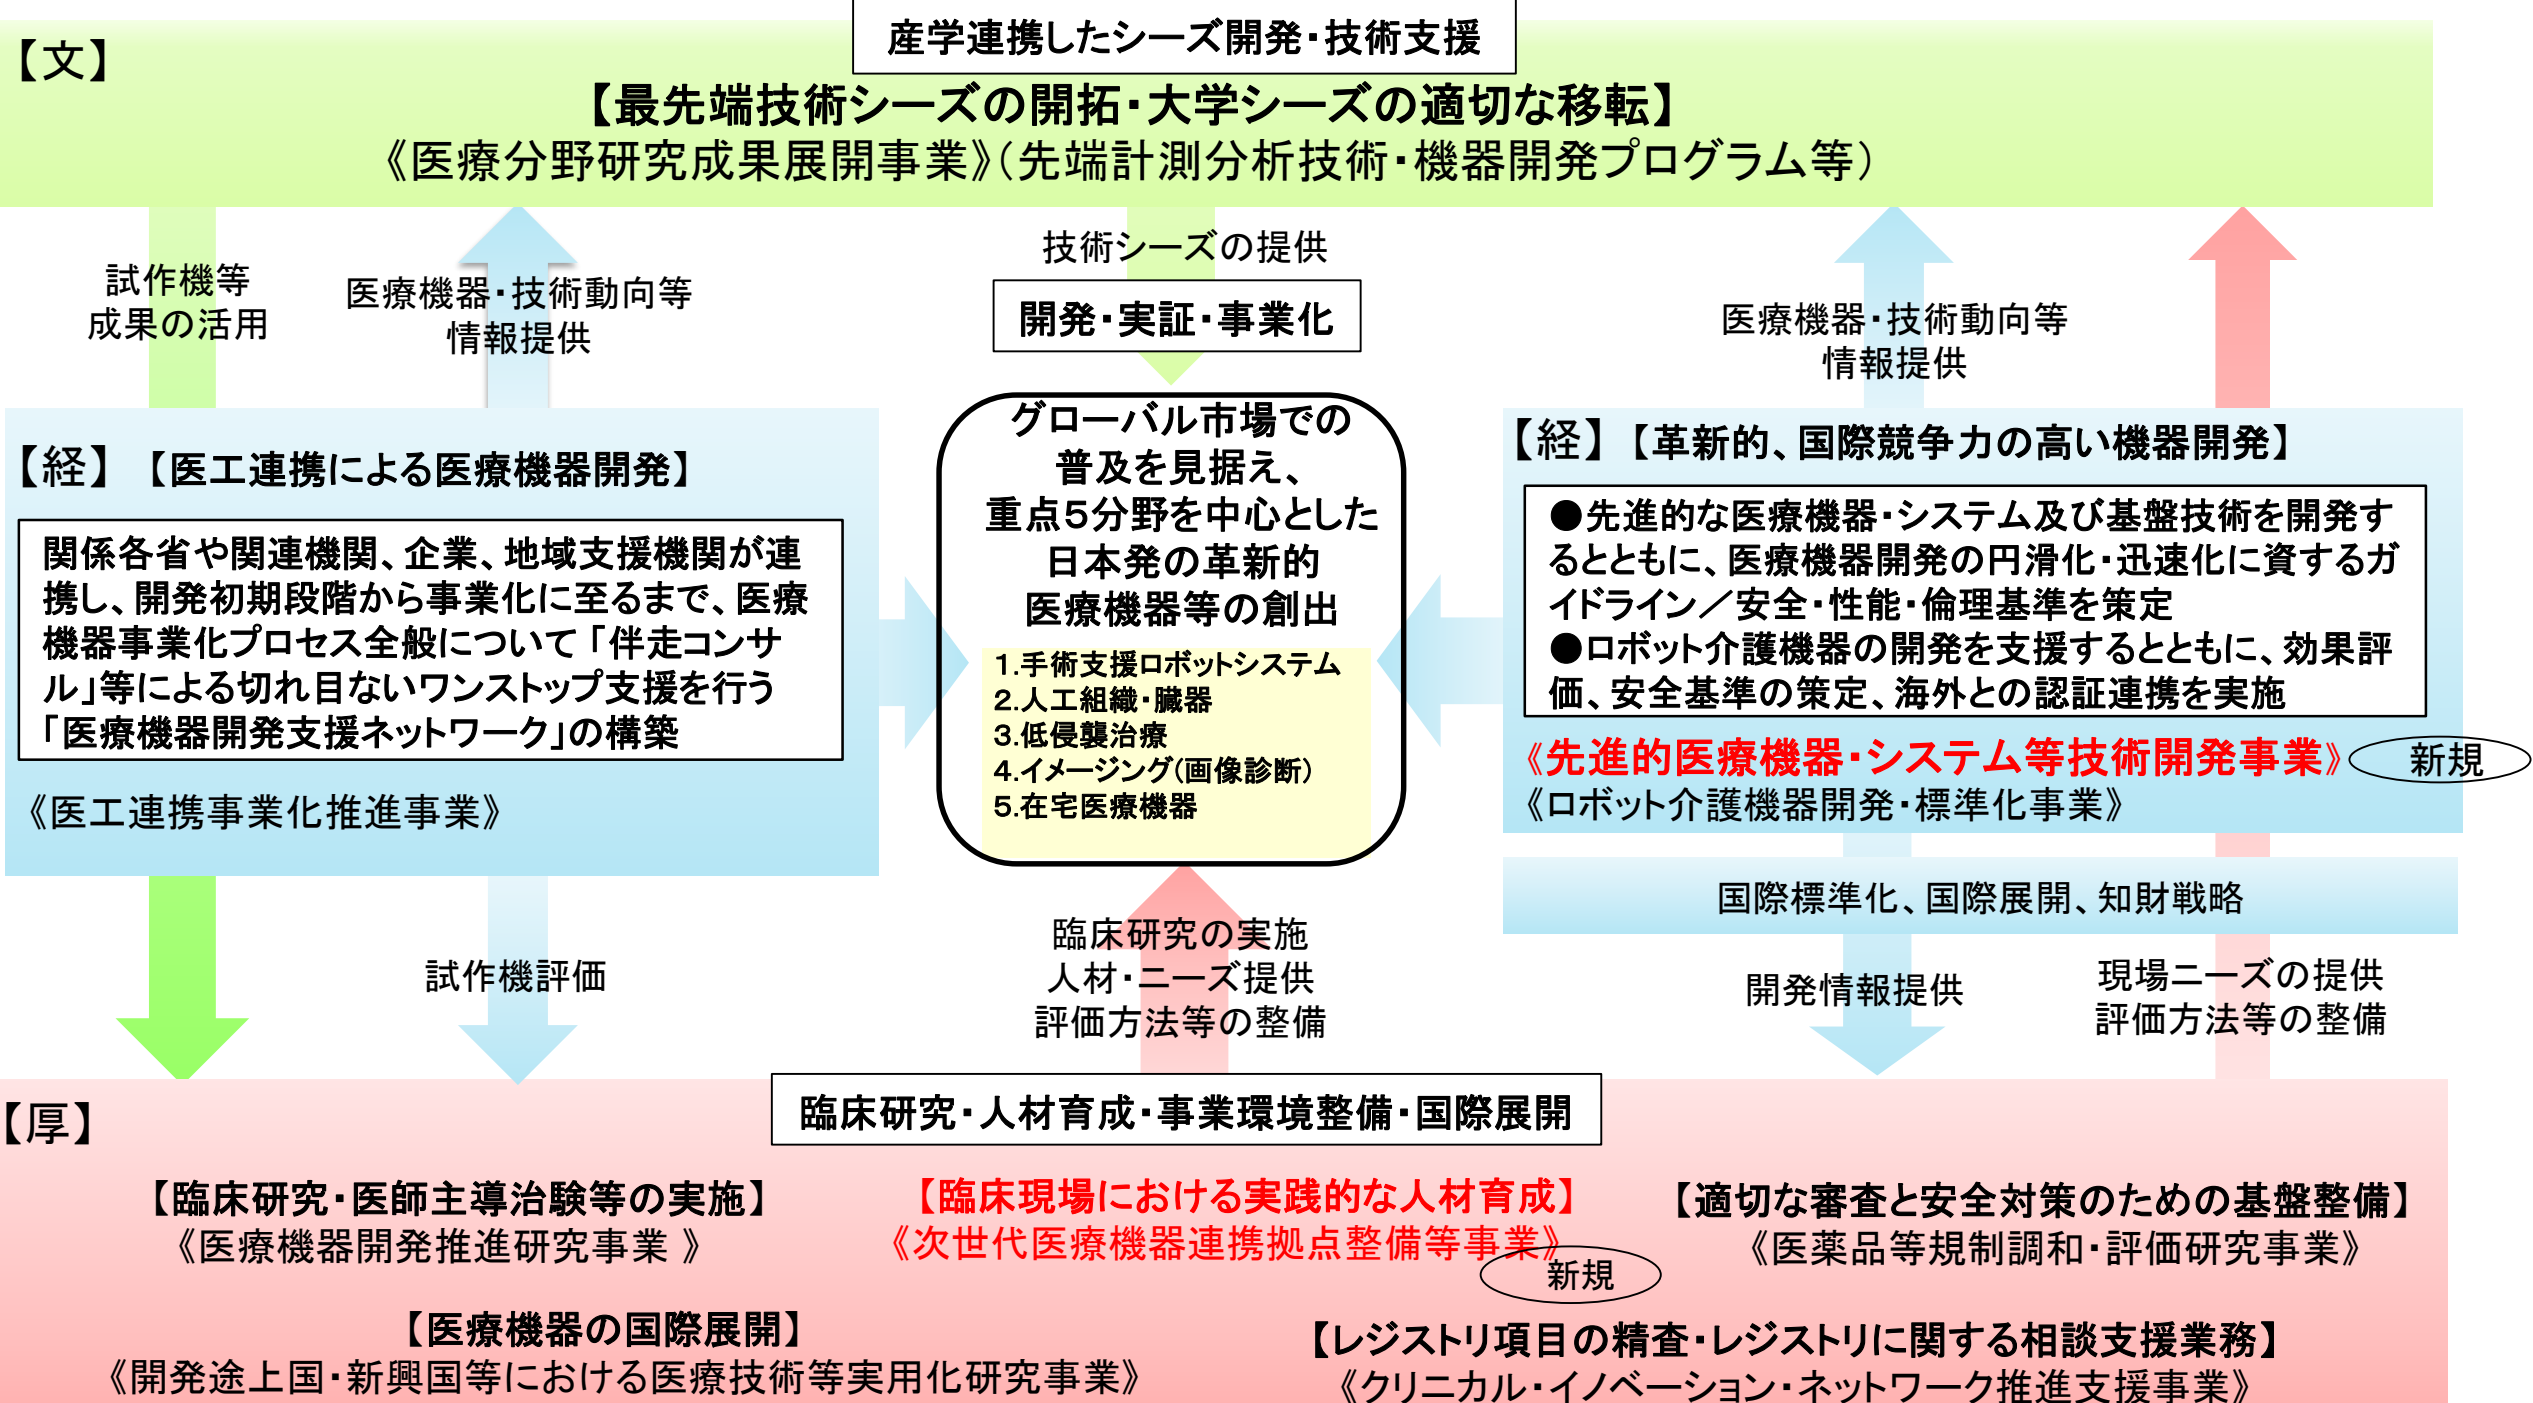 産学連携したシーズ開発・技術支援
【文】
【最先端技術シーズの開拓・大学シーズの適切な移転】
《医療分野研究成果展開事業》（先端計測分析技術・機器開発プログラム等）
試作機等
成果の活用
医療機器・技術動向等
情報提供
技術シーズの提供
開発・実証・事業化
医療機器・技術動向等
情報提供
【経】【医工連携による医療機器開発】
関係各省や関連機関、企業、地域支援機関が連
携し、開発初期段階から事業化に至るまで、医療
機器事業化プロセス全般について「伴走コンサ
ル」等による切れ目ないワンストップ支援を行う
「医療機器開発支援ネットワーク」の構築
《医工連携事業化推進事業》
グローバル市場での
普及を見据え、
重点５分野を中心とした
日本発の革新的
医療機器等の創出
１.手術支援ロボットシステム
２.人工組織・臓器
３.低侵襲治療
４.イメージング（画像診断）
５.在宅医療機器
【経】【革新的、国際競争力の高い機器開発】
●先進的な医療機器・システム及び基盤技術を開発す
るとともに、医療機器開発の円滑化・迅速化に資するガ
イドライン／安全・性能・倫理基準を策定
●ロボット介護機器の開発を支援するとともに、効果評
価、安全基準の策定、海外との認証連携を実施
《先進的医療機器・システム等技術開発事業》 新規
《ロボット介護機器開発・標準化事業》
国際標準化、国際展開、知財戦略
試作機評価
臨床研究の実施
人材・ニーズ提供
評価方法等の整備
開発情報提供
現場ニーズの提供
評価方法等の整備
【厚】
臨床研究・人材育成・事業環境整備・国際展開
【臨床研究・医師主導治験等の実施】
《医療機器開発推進研究事業 》
【臨床現場における実践的な人材育成】
《次世代医療機器連携拠点整備等事業》
新規
【適切な審査と安全対策のための基盤整備】
《医薬品等規制調和・評価研究事業》
【医療機器の国際展開】
《開発途上国・新興国等における医療技術等実用化研究事業》
【レジストリ項目の精査・レジストリに関する相談支援業務】
《クリニカル・イノベーション・ネットワーク推進支援事業》